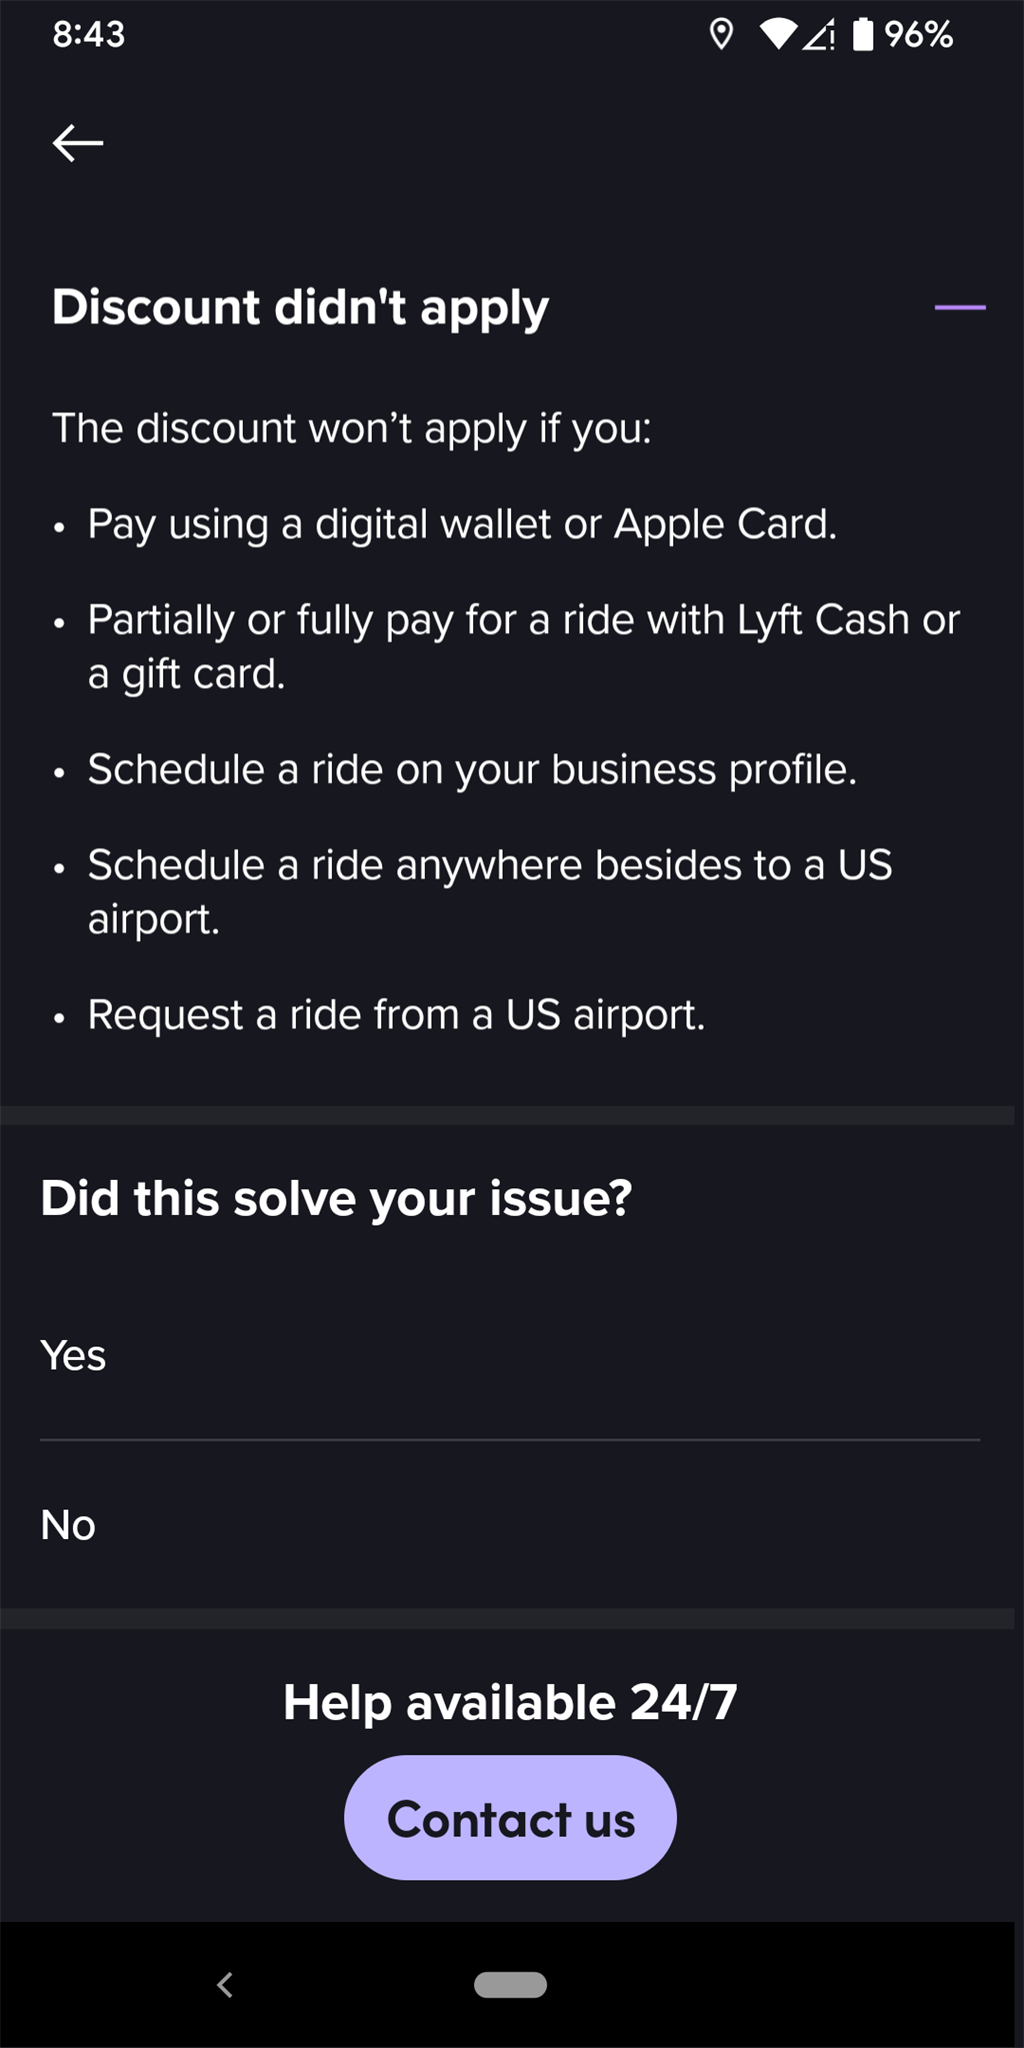 8:43
96%
Discount didn't apply
The discount won’t apply if you:
• Pay using a digital wallet or Apple Card.
• Partially or fully pay for a ride with Lyft Cash or
a gift card.
• Schedule a ride on your business profile.
• Schedule a ride anywhere besides to a US
airport.
• Request a ride from a US airport.
Did this solve your issue?
Yes
No
Help available 24/7
Contact us